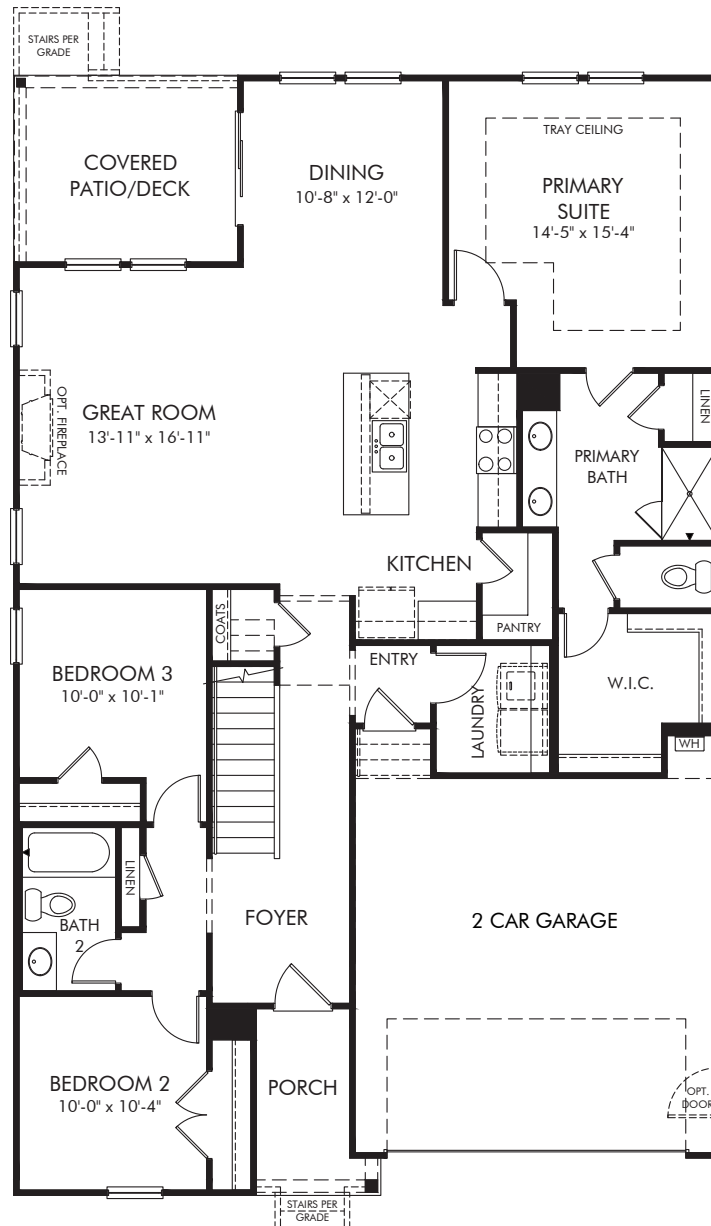 STAIRS PER
GRADE
COVERED
PATIO/DECK
DINING
10'-8" x 12'-0"
TRAY CEILING
PRIMARY
SUITE
14'-5" x 15'-4"
OPT. FIREPLACE
GREAT ROOM
13'-11" x 16'-11"
LINEN
PRIMARY
BATH
KITCHEN
PANTRY
COATS
ENTRY
BEDROOM 3
10'-0" x 10'-1"
LAUNDRY
W.I.C.
WH
LINEN
BATH
2
FOYER
2 CAR GARAGE
BEDROOM 2
10'-0" x 10'-4"
PORCH
OPT.
DOOR
STAIRS PER
GRADE